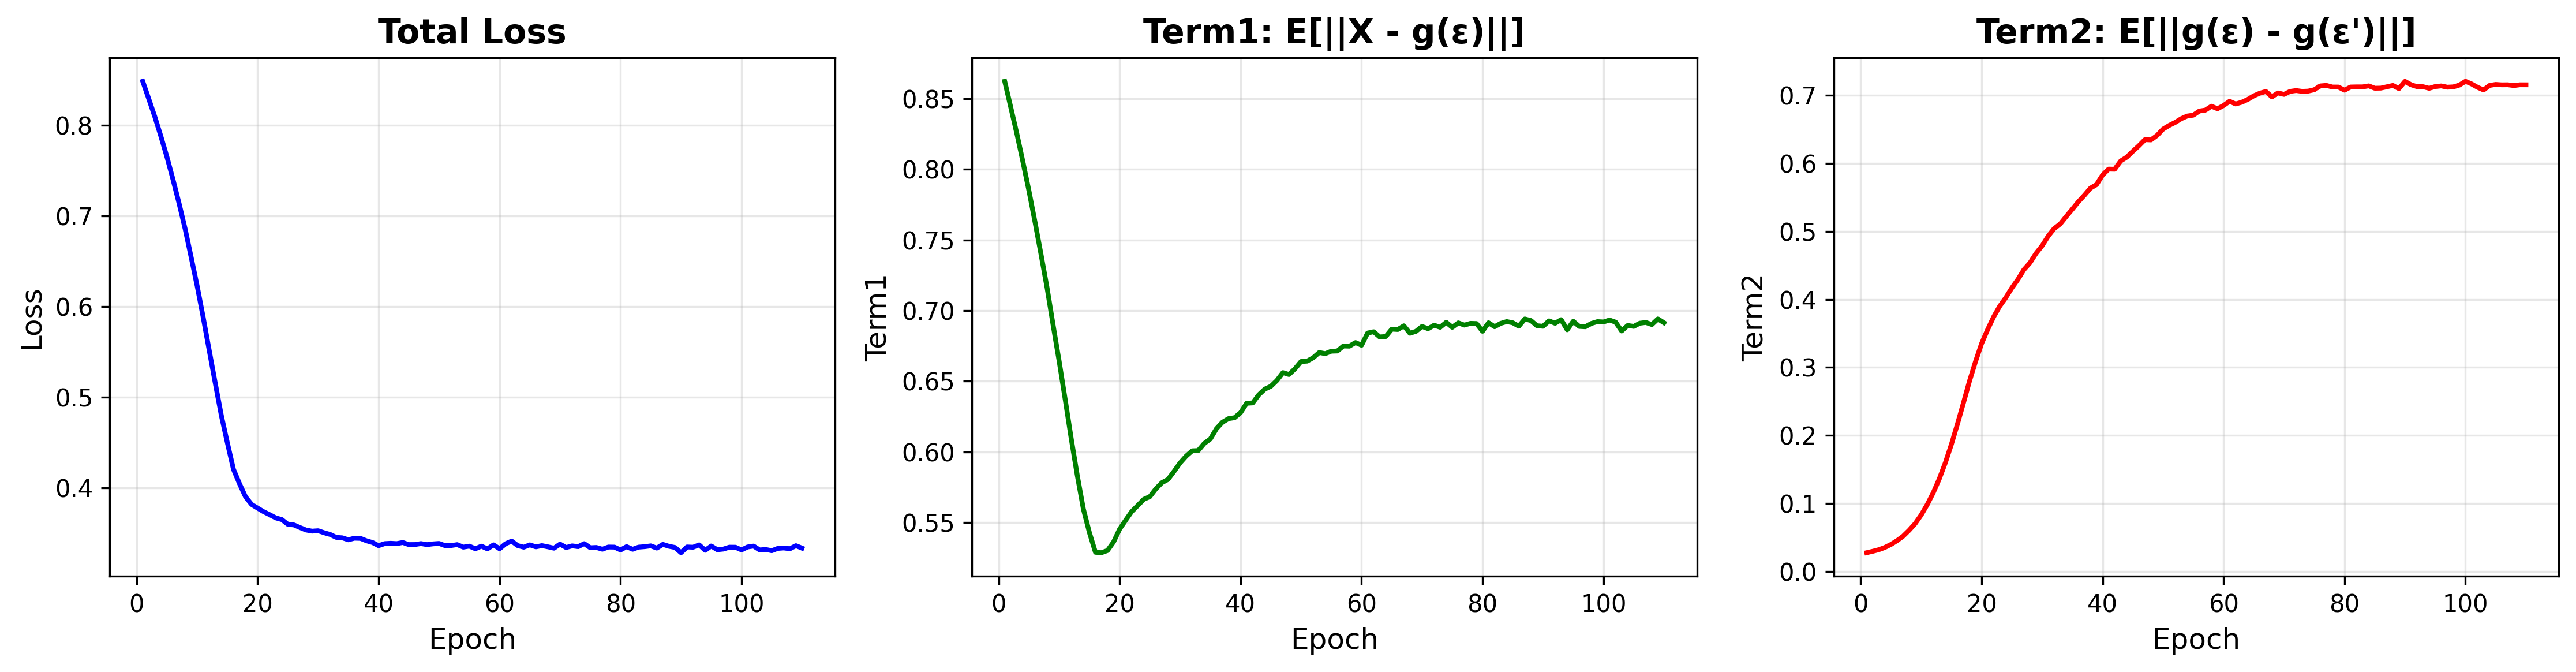 Total Loss
Loss
0.8
0.7
0.6
0.5
0.4
0 20 40 60 80 100
Epoch
Term1: E[||X - g(ε)||]
Term1
0.85
0.80
0.75
0.70
0.65
0.60
0.55
0 20 40 60 80 100
Epoch
Term2: E[||g(ε) - g(ε')||]
Term2
0.7
0.6
0.5
0.4
0.3
0.2
0.1
0.0
0 20 40 60 80 100
Epoch